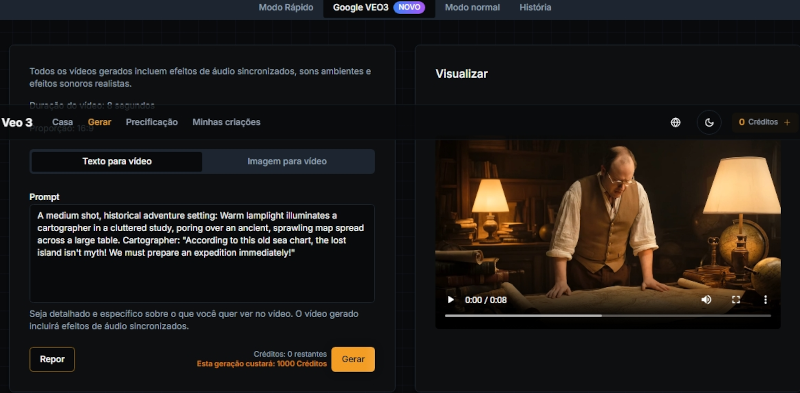 Modo Rápido
Google VEO3 NOVO
Modo normal
História
Todos os vídeos gerados incluem efeitos de áudio sincronizados, sons ambientes e
efeitos sonoros realistas.
Duração do vídeo: 8 segundos
Veo 3
Casa
Gerar
Precificação
Minhas criações
0 Créditos +
Proporção: 16:9
Texto para vídeo
Imagem para vídeo
Prompt
A medium shot, historical adventure setting: Warm lamplight illuminates a
cartographer in a cluttered study, poring over an ancient, sprawling map spread
across a large table. Cartographer: "According to this old sea chart, the lost
island isn't myth! We must prepare an expedition immediately!"
Seja detalhado e específico sobre o que você quer ver no vídeo. O vídeo gerado
incluirá efeitos de áudio sincronizados.
Repor
Créditos: 0 restantes
Esta geração custará: 1000 Créditos
Gerar
Visualizar
0:00 / 0:08